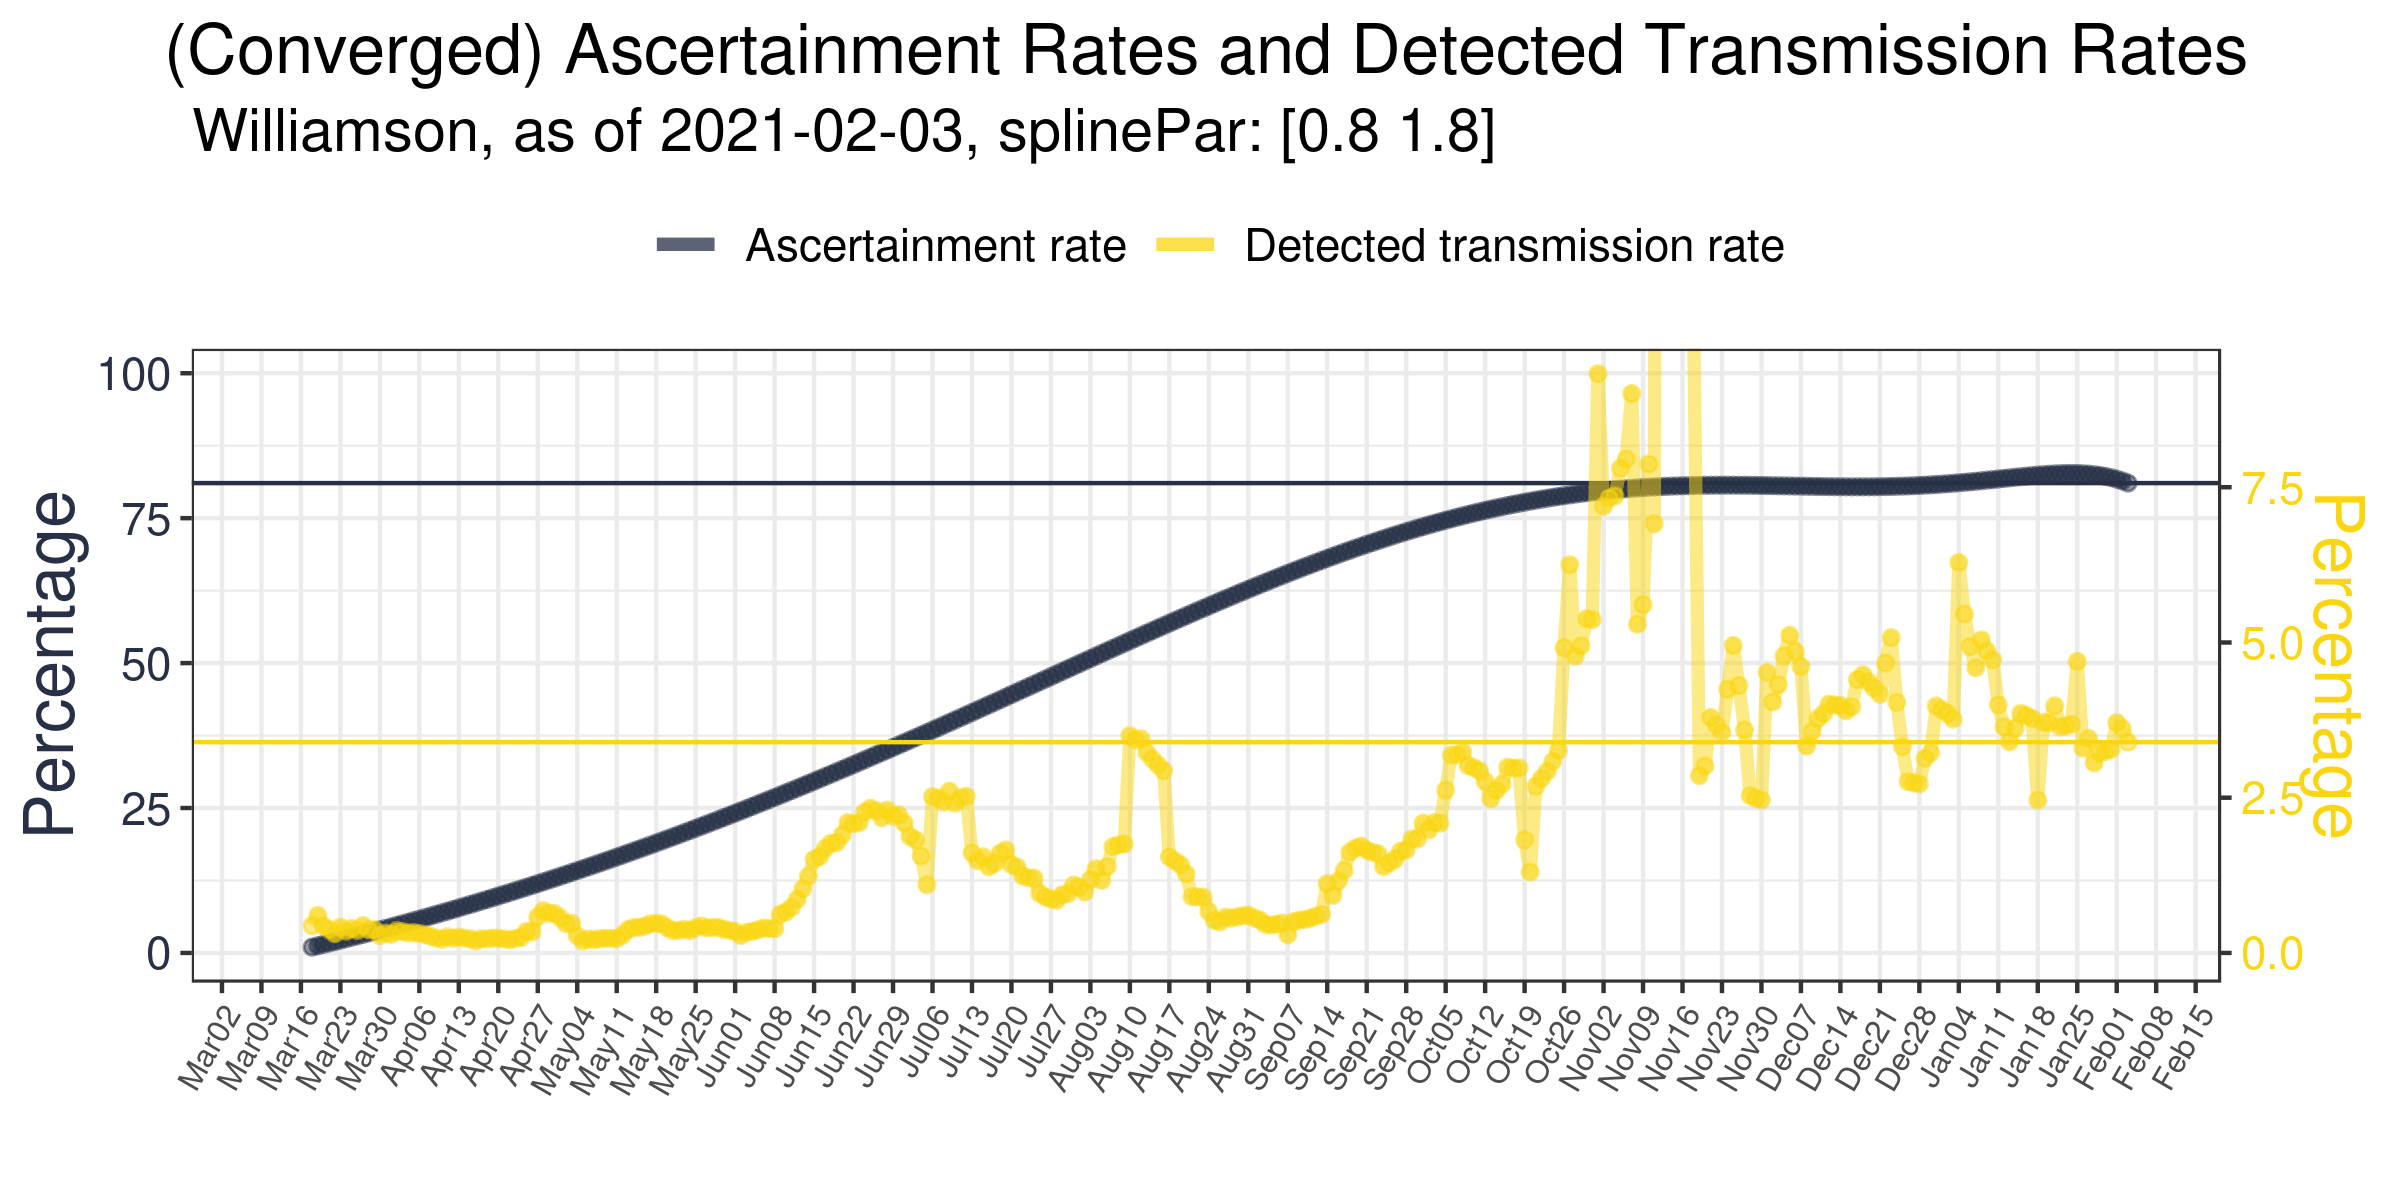 (Converged) Ascertainment Rates and Detected Transmission Rates
Williamson, as of 2021-02-03, splinePar: [0.8 1.8]
Ascertainment rate
Detected transmission rate
Percentage
100
75
50
25
0
7.5
5.0
2.5
0.0
Percentage
Mar02
Mar09
Mar16
Mar23
Mar30
Apr06
Apr13
Apr20
Apr27
May04
May11
May18
May25
Jun01
Jun08
Jun15
Jun22
Jun29
Jul06
Jul13
Jul20
Jul27
Aug03
Aug10
Aug17
Aug24
Aug31
Sep07
Sep14
Sep21
Sep28
Oct05
Oct12
Oct19
Oct26
Nov02
Nov09
Nov16
Nov23
Nov30
Dec07
Dec14
Dec21
Dec28
Jan04
Jan11
Jan18
Jan25
Feb01
Feb08
Feb15